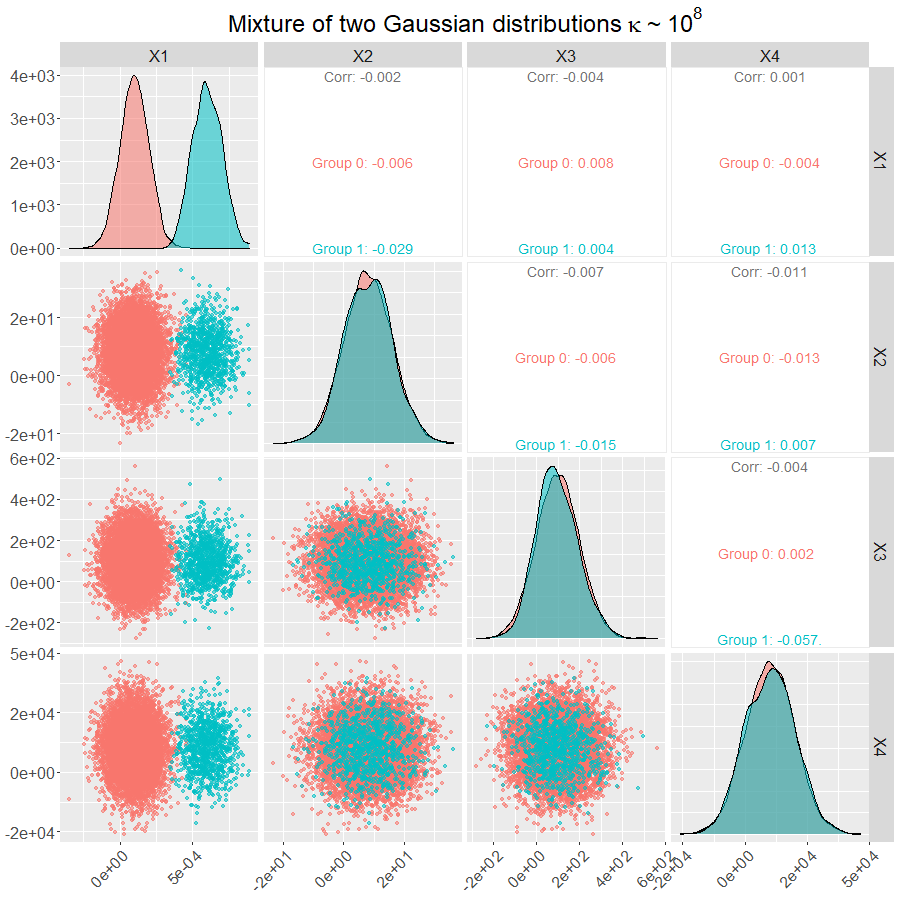 Mixture of two Gaussian distributions κ ~ 10⁸
X1 X2 X3 X4
4e+03
3e+03
2e+03
1e+03
0e+00
Corr: -0.002
Group 0: -0.006
Group 1: -0.029
Corr: -0.004
Group 0: 0.008
Group 1: 0.004
Corr: 0.001
Group 0: -0.004
Group 1: 0.013
X1
2e+01
0e+00
-2e+01
Corr: -0.007
Group 0: -0.006
Group 1: -0.015
Corr: -0.011
Group 0: -0.013
Group 1: 0.007
X2
6e+02
4e+02
2e+02
0e+00
-2e+02
Corr: -0.004
Group 0: 0.002
Group 1: -0.057.
X3
5e+04
2e+04
0e+00
-2e+04
X4
0e+00 5e-04
-2e+01 0e+00 2e+01
-2e+02 0e+00 2e+02 4e+02 6e+02
-2e+04 0e+00 2e+04 5e+04